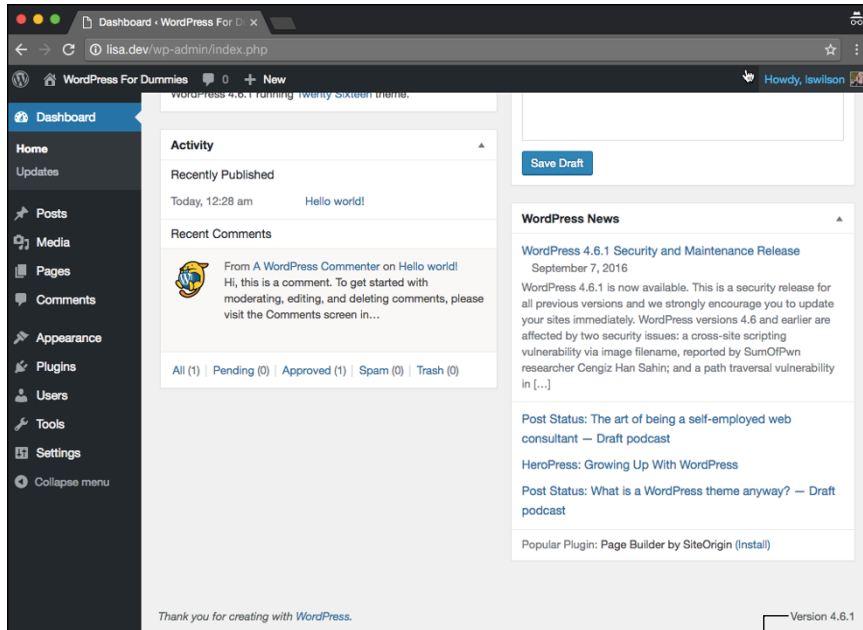 Dashboard ‹ WordPress For Du
lisa.dev/wp-admin/index.php
WordPress For Dummies 0 + New Howdy, lswilson
Dashboard
Home
Updates
Posts
Media
Pages
Comments
Appearance
Plugins
Users
Tools
Settings
Collapse menu
WordPress 4.6.1 running Twenty Sixteen theme.
Activity
Recently Published
Today, 12:28 am Hello world!
Recent Comments
From A WordPress Commenter on Hello world!
Hi, this is a comment. To get started with
moderating, editing, and deleting comments, please
visit the Comments screen in…
All (1) | Pending (0) | Approved (1) | Spam (0) | Trash (0)
Save Draft
WordPress News
WordPress 4.6.1 Security and Maintenance Release
September 7, 2016
WordPress 4.6.1 is now available. This is a security release for
all previous versions and we strongly encourage you to update
your sites immediately. WordPress versions 4.6 and earlier are
affected by two security issues: a cross-site scripting
vulnerability via image filename, reported by SumOfPwn
researcher Cengiz Han Sahin; and a path traversal vulnerability
in […]
Post Status: The art of being a self-employed web
consultant — Draft podcast
HeroPress: Growing Up With WordPress
Post Status: What is a WordPress theme anyway? — Draft
podcast
Popular Plugin: Page Builder by SiteOrigin (Install)
Thank you for creating with WordPress.
Version 4.6.1